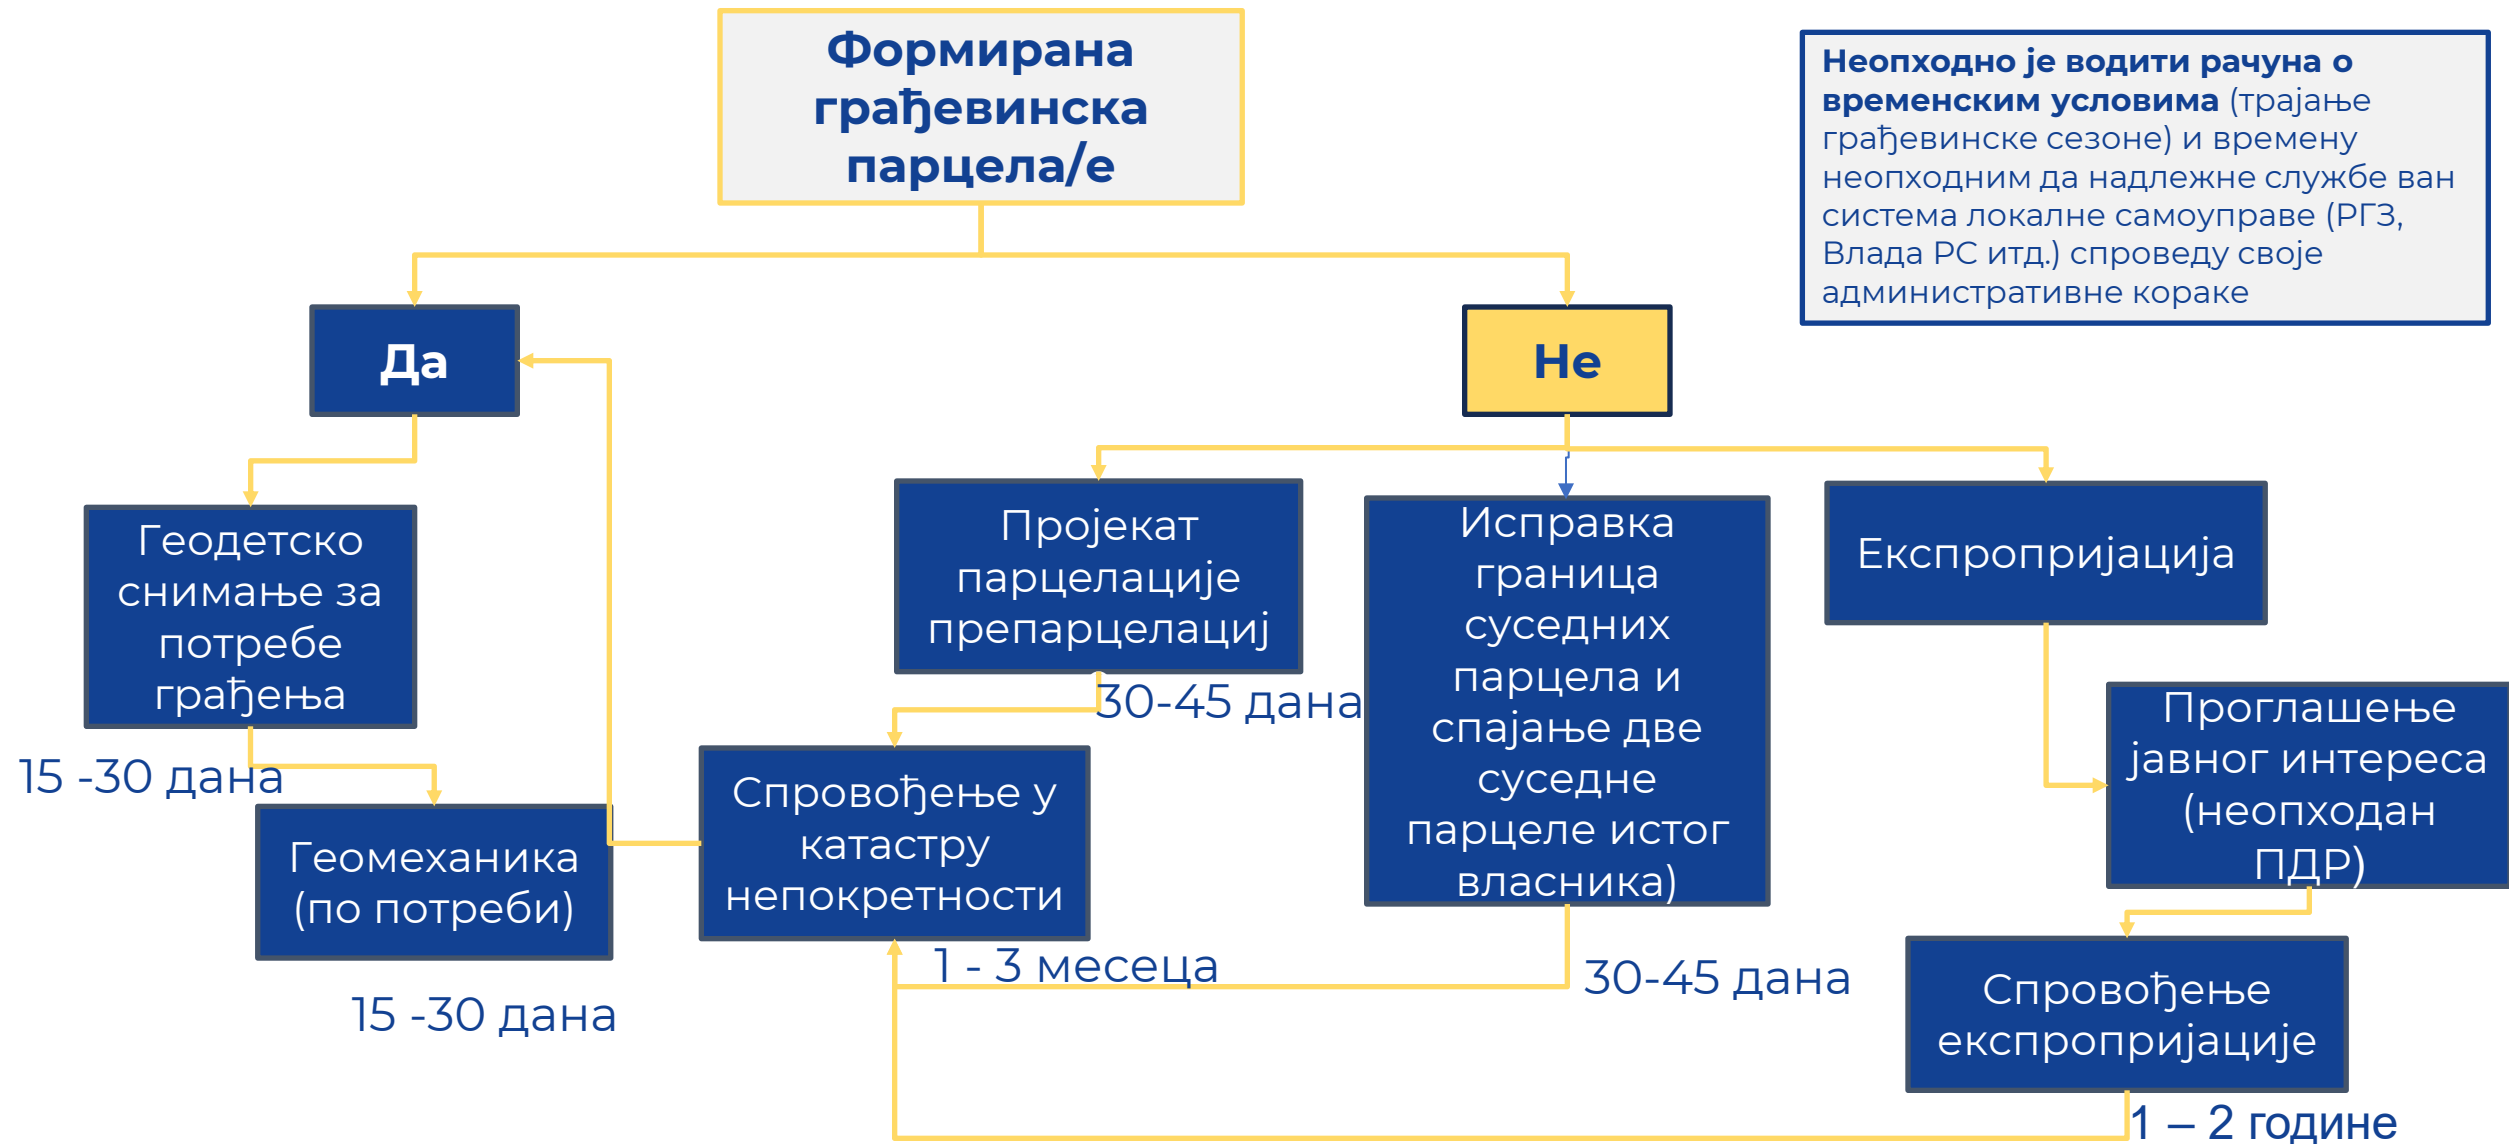 Формирана
грађевинска
парцела/е
Неопходно је водити рачуна о
временским условима (трајање
грађевинске сезоне) и времену
неопходним да надлежне службе ван
система локалне самоуправе (РГЗ,
Влада РС итд.) спроведу своје
административне кораке
Да
Не
Геодетско
снимање за
потребе
грађења
15 -30 дана
Геомеханика
(по потреби)
15 -30 дана
Пројекат
парцелације
препарцелациј
30-45 дана
Спровођење у
катастру
непокретности
1 - 3 месеца
Исправка
граница
суседних
парцела и
спајање две
суседне
парцеле истог
власника)
30-45 дана
Експропријација
Проглашење
јавног интереса
(неопходан
ПДР)
Спровођење
експропријације
1 – 2 године